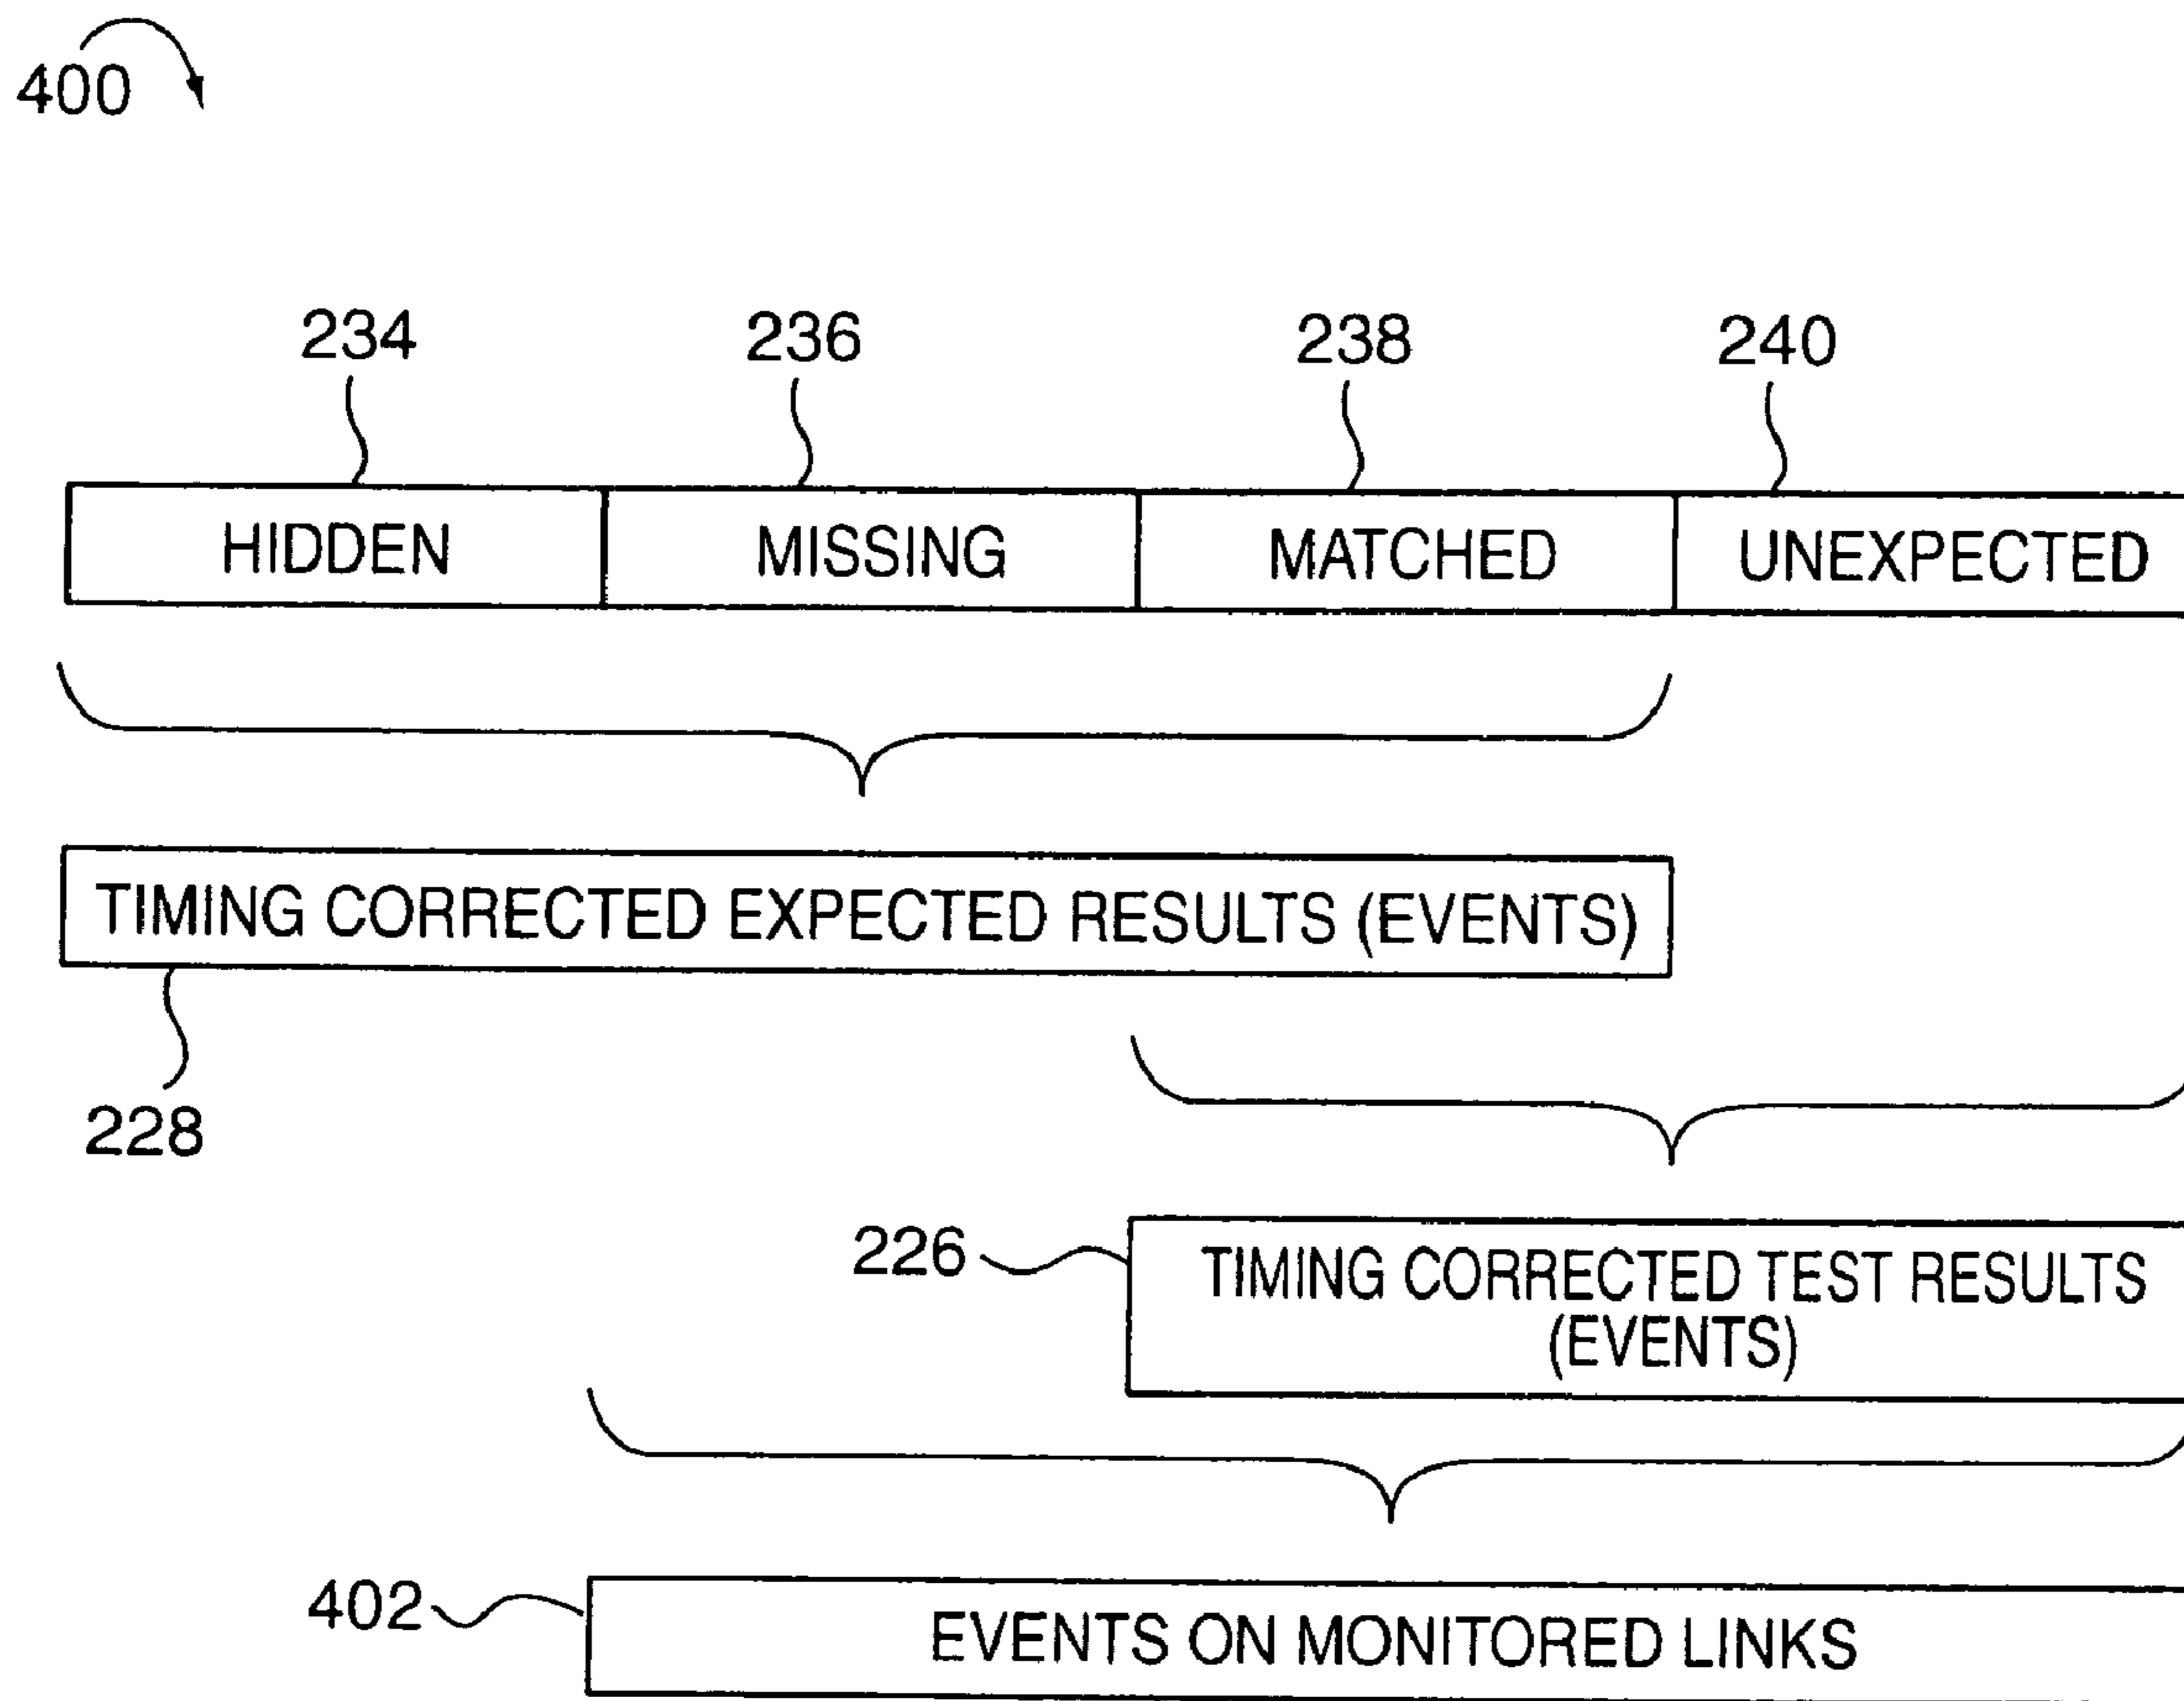 400
234 236 238 240
HIDDEN MISSING MATCHED UNEXPECTED
TIMING CORRECTED EXPECTED RESULTS (EVENTS)
228
226
TIMING CORRECTED TEST RESULTS
(EVENTS)
402
EVENTS ON MONITORED LINKS